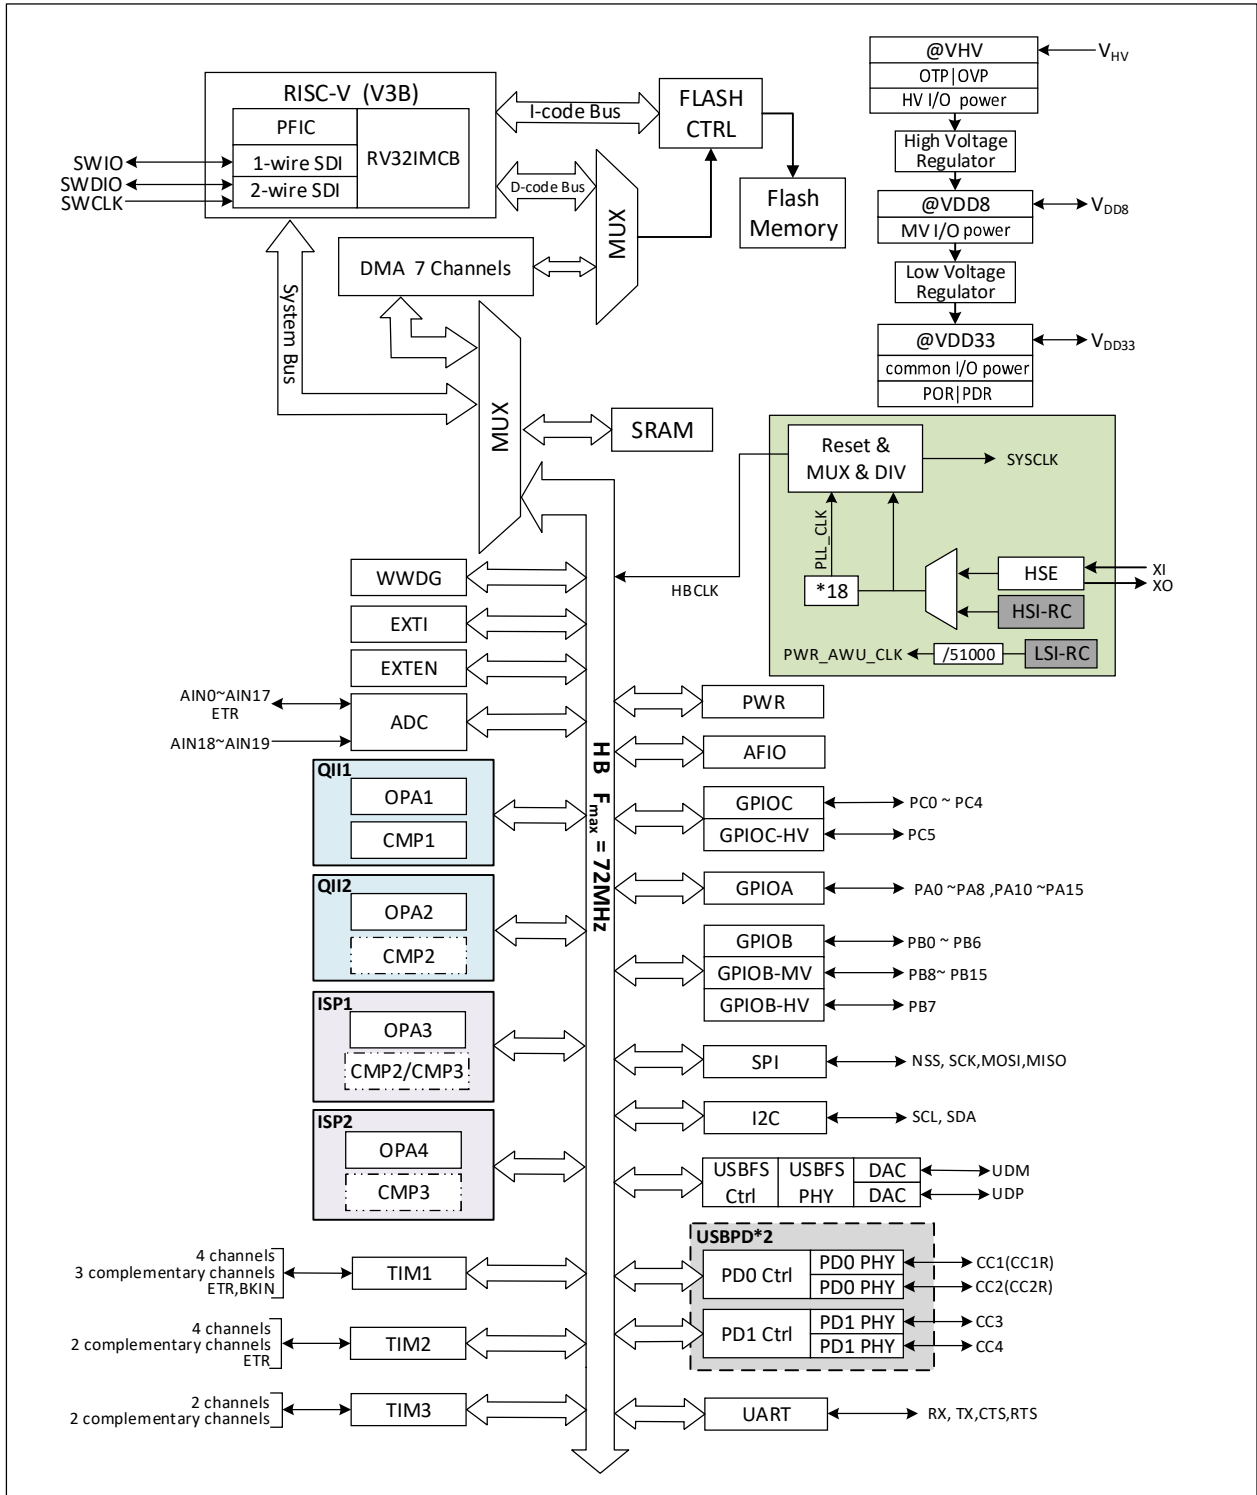 @VHV
V_HV
OTP|OVP
HV I/O power
High Voltage
Regulator
@VDD8
V_DD8
MV I/O power
Low Voltage
Regulator
@VDD33
V_DD33
common I/O power
POR|PDR
RISC-V (V3B)
PFIC
1-wire SDI
2-wire SDI
RV32IMCB
SWIO
SWDIO
SWCLK
I-code Bus
FLASH
CTRL
D-code Bus
MUX
Flash
Memory
DMA 7 Channels
System Bus
MUX
SRAM
Reset &
MUX & DIV
SYSCLK
PLL_CLK
*18
HSE
XI
XO
HSI-RC
HBCLK
PWR_AWU_CLK
/51000
LSI-RC
WWDG
EXTI
EXTEN
AIN0~AIN17
ETR
ADC
AIN18~AIN19
HB F_max = 72MHz
QII1
OPA1
CMP1
QII2
OPA2
CMP2
ISP1
OPA3
CMP2/CMP3
ISP2
OPA4
CMP3
4 channels
3 complementary channels
ETR,BKIN
TIM1
4 channels
2 complementary channels
ETR
TIM2
2 channels
2 complementary channels
TIM3
PWR
AFIO
GPIOC
PC0 ~ PC4
GPIOC-HV
PC5
GPIOA
PA0 ~PA8 ,PA10 ~PA15
GPIOB
PB0 ~ PB6
GPIOB-MV
PB8~ PB15
GPIOB-HV
PB7
SPI
NSS, SCK,MOSI,MISO
I2C
SCL, SDA
USBFS
Ctrl
USBFS
PHY
DAC
UDM
DAC
UDP
USBPD*2
PD0 Ctrl
PD0 PHY
CC1(CC1R)
PD0 PHY
CC2(CC2R)
PD1 Ctrl
PD1 PHY
CC3
PD1 PHY
CC4
UART
RX, TX,CTS,RTS